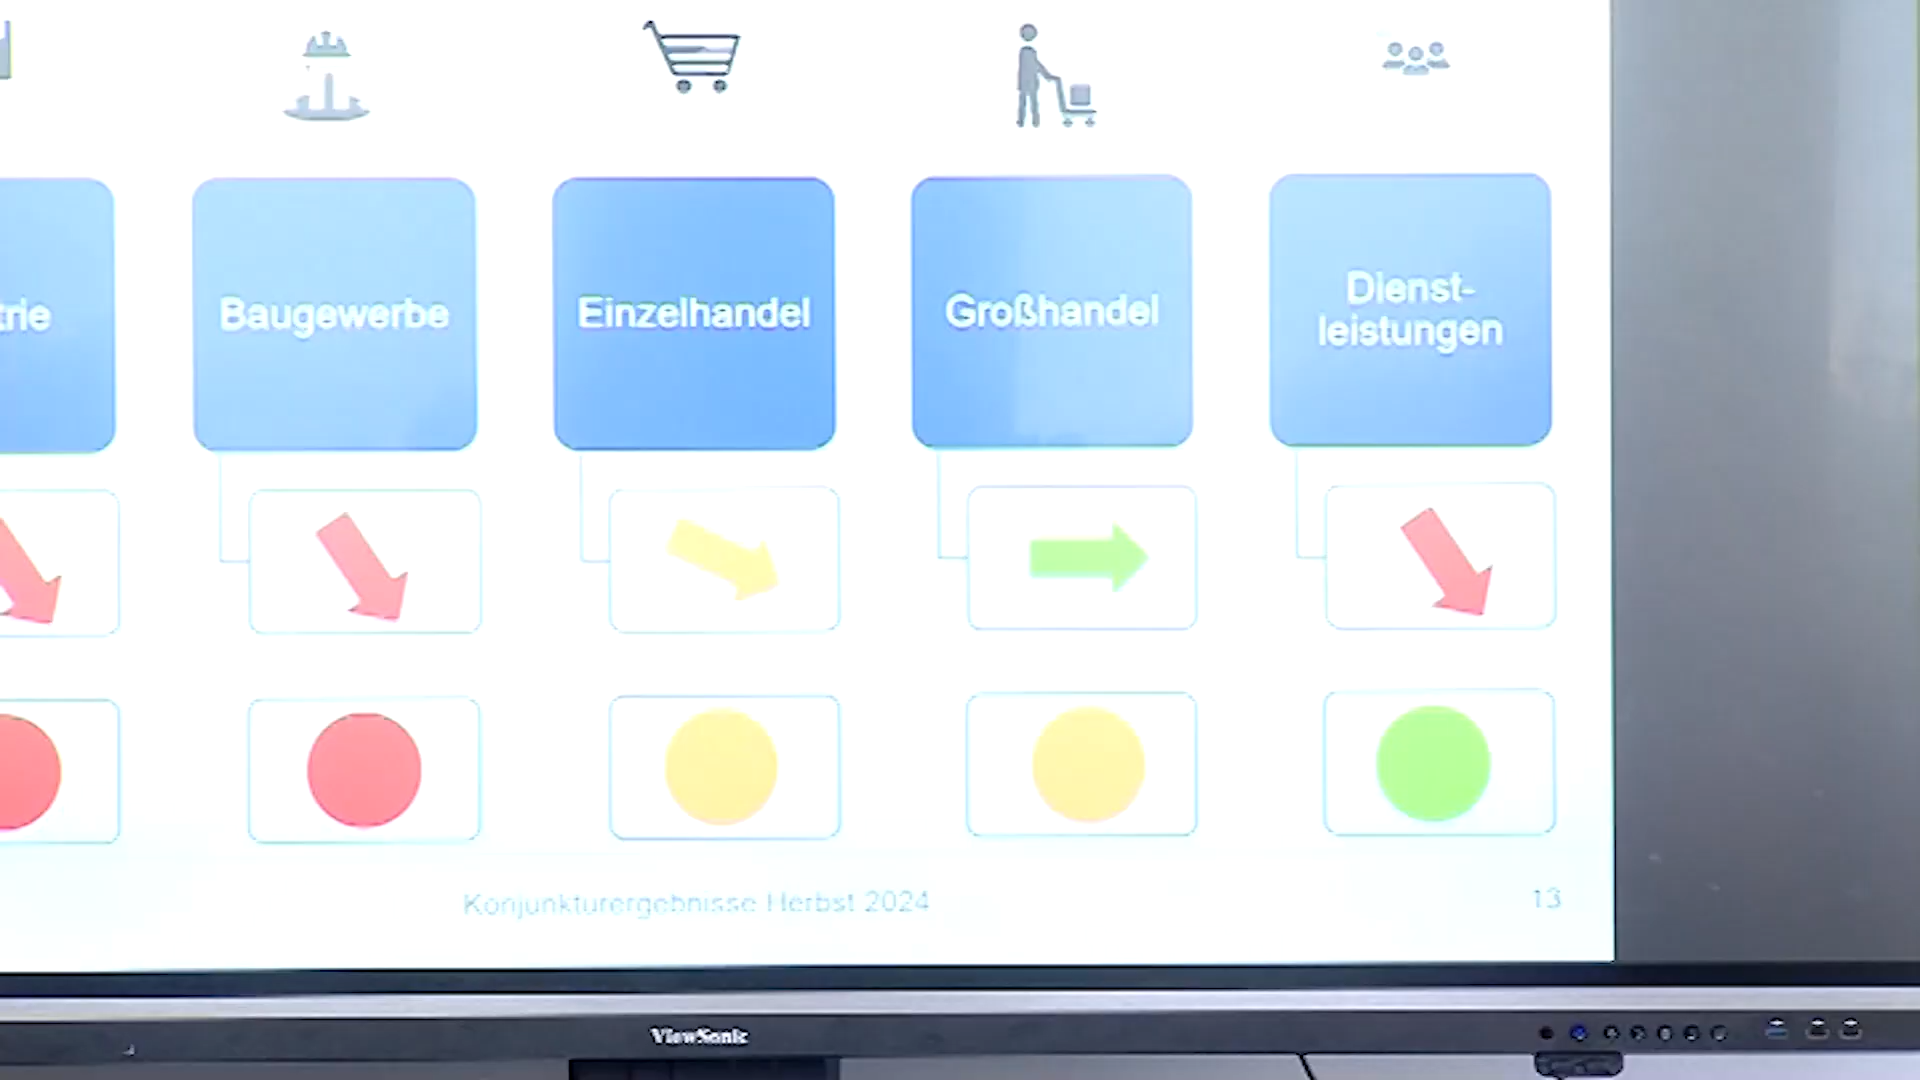 trie
Baugewerbe
Einzelhandel
Großhandel
Dienst-
leistungen
Konjunkturergebnisse Herbst 2024
13
ViewSonic